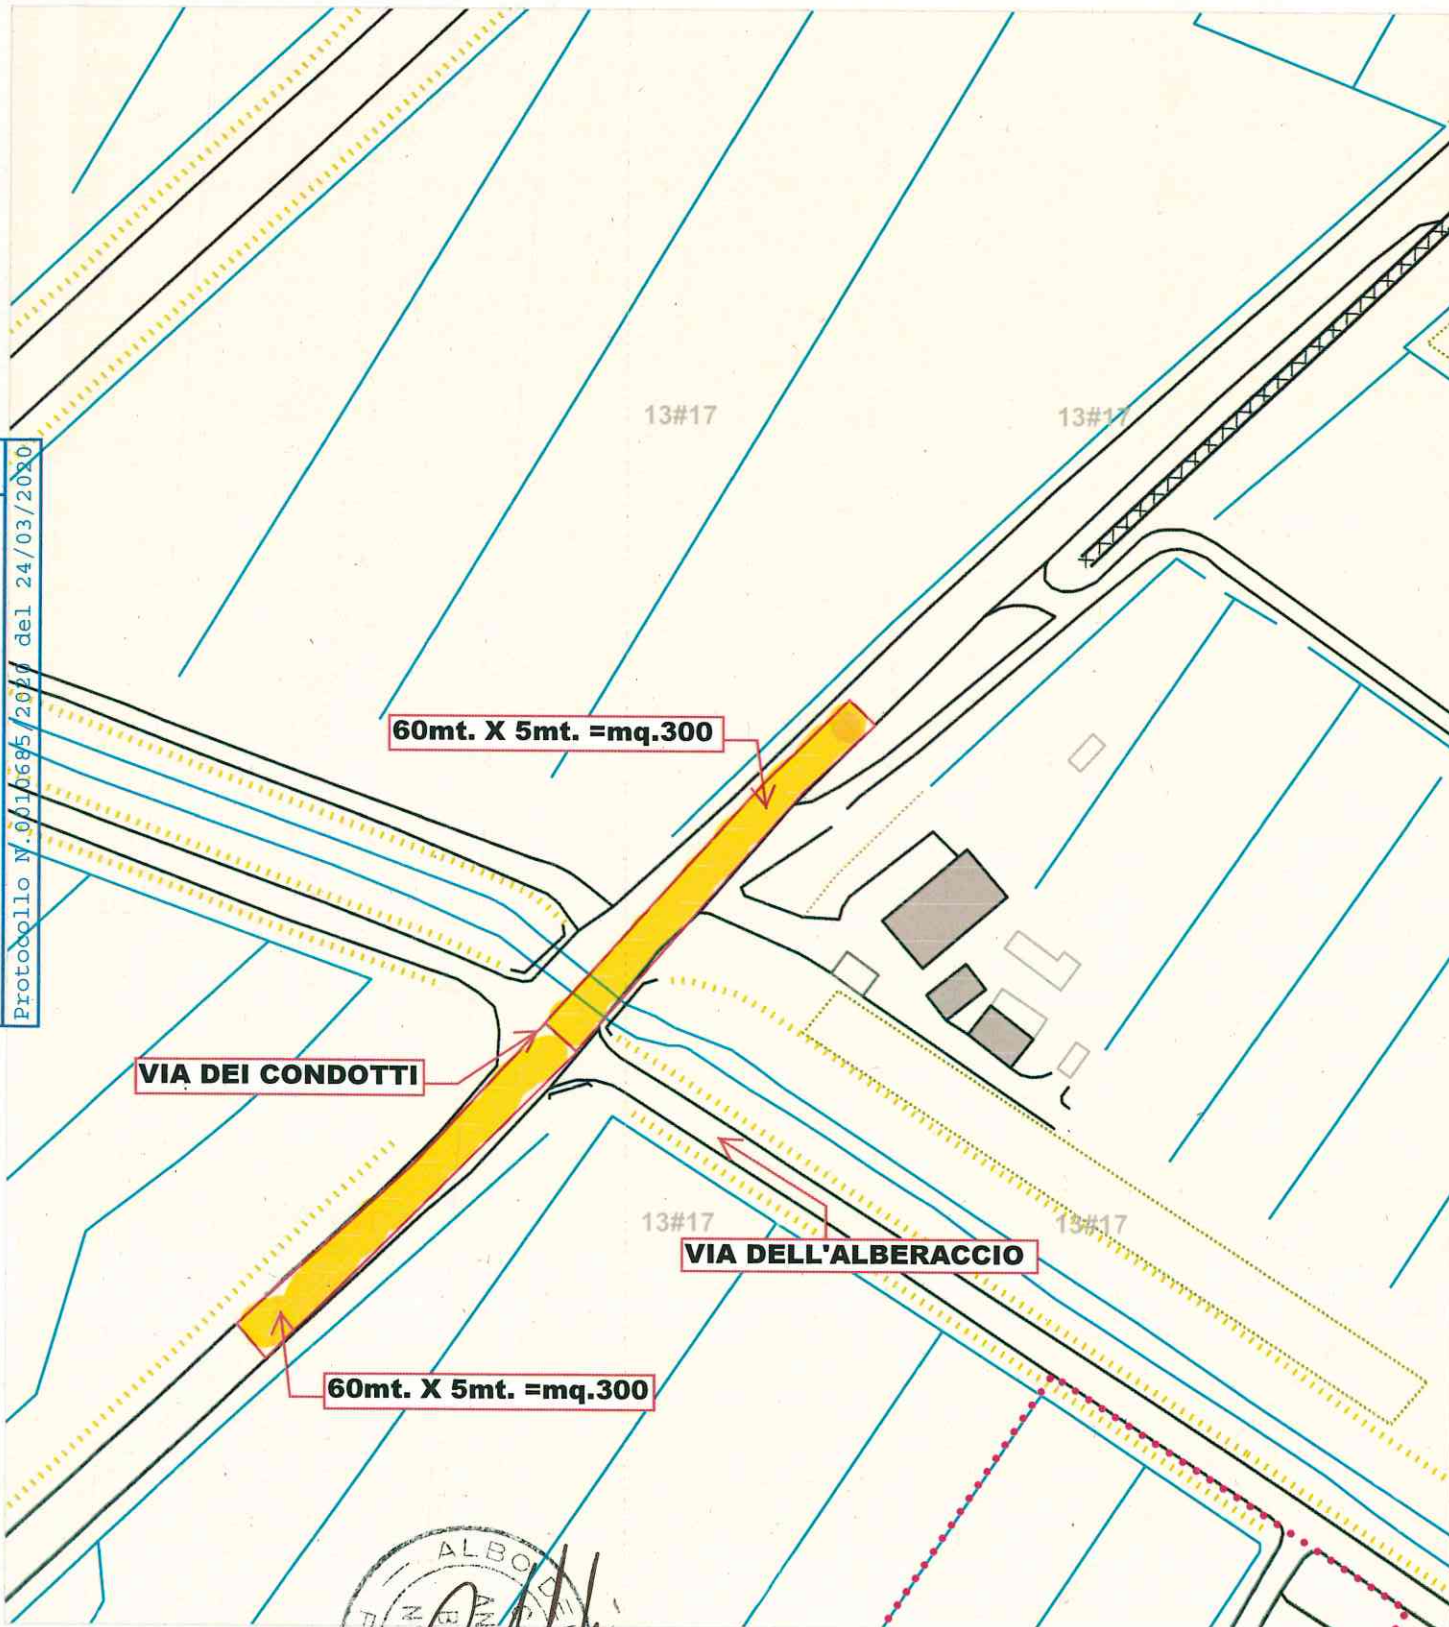 13#17
13#17
Protocollo N.0010685/2020 del 24/03/2020
60mt. X 5mt. =mq.300
VIA DEI CONDOTTI
13#17
13#17
VIA DELL'ALBERACCIO
60mt. X 5mt. =mq.300
ALBO